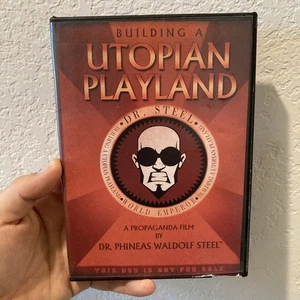 BUILDING A
UTOPIAN
PLAYLAND
DR. STEEL
WORLD EMPEROR
A PROPAGANDA FILM
BY
DR. PHINEAS WALDOLF STEEL
THIS DVD IS NOT FOR SALE